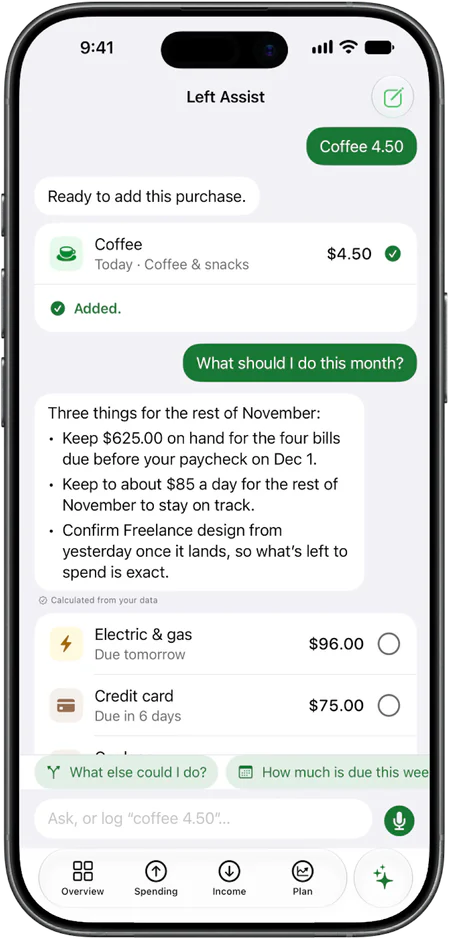 9:41
Left Assist
Coffee 4.50
Ready to add this purchase.
Coffee
$4.50
Today · Coffee & snacks
Added.
What should I do this month?
Three things for the rest of November:
• Keep $625.00 on hand for the four bills
due before your paycheck on Dec 1.
• Keep to about $85 a day for the rest of
November to stay on track.
• Confirm Freelance design from
yesterday once it lands, so what’s left to
spend is exact.
Calculated from your data
Electric & gas
$96.00
Due tomorrow
Credit card
$75.00
Due in 6 days
What else could I do?
How much is due this wee
Ask, or log “coffee 4.50”...
Overview
Spending
Income
Plan